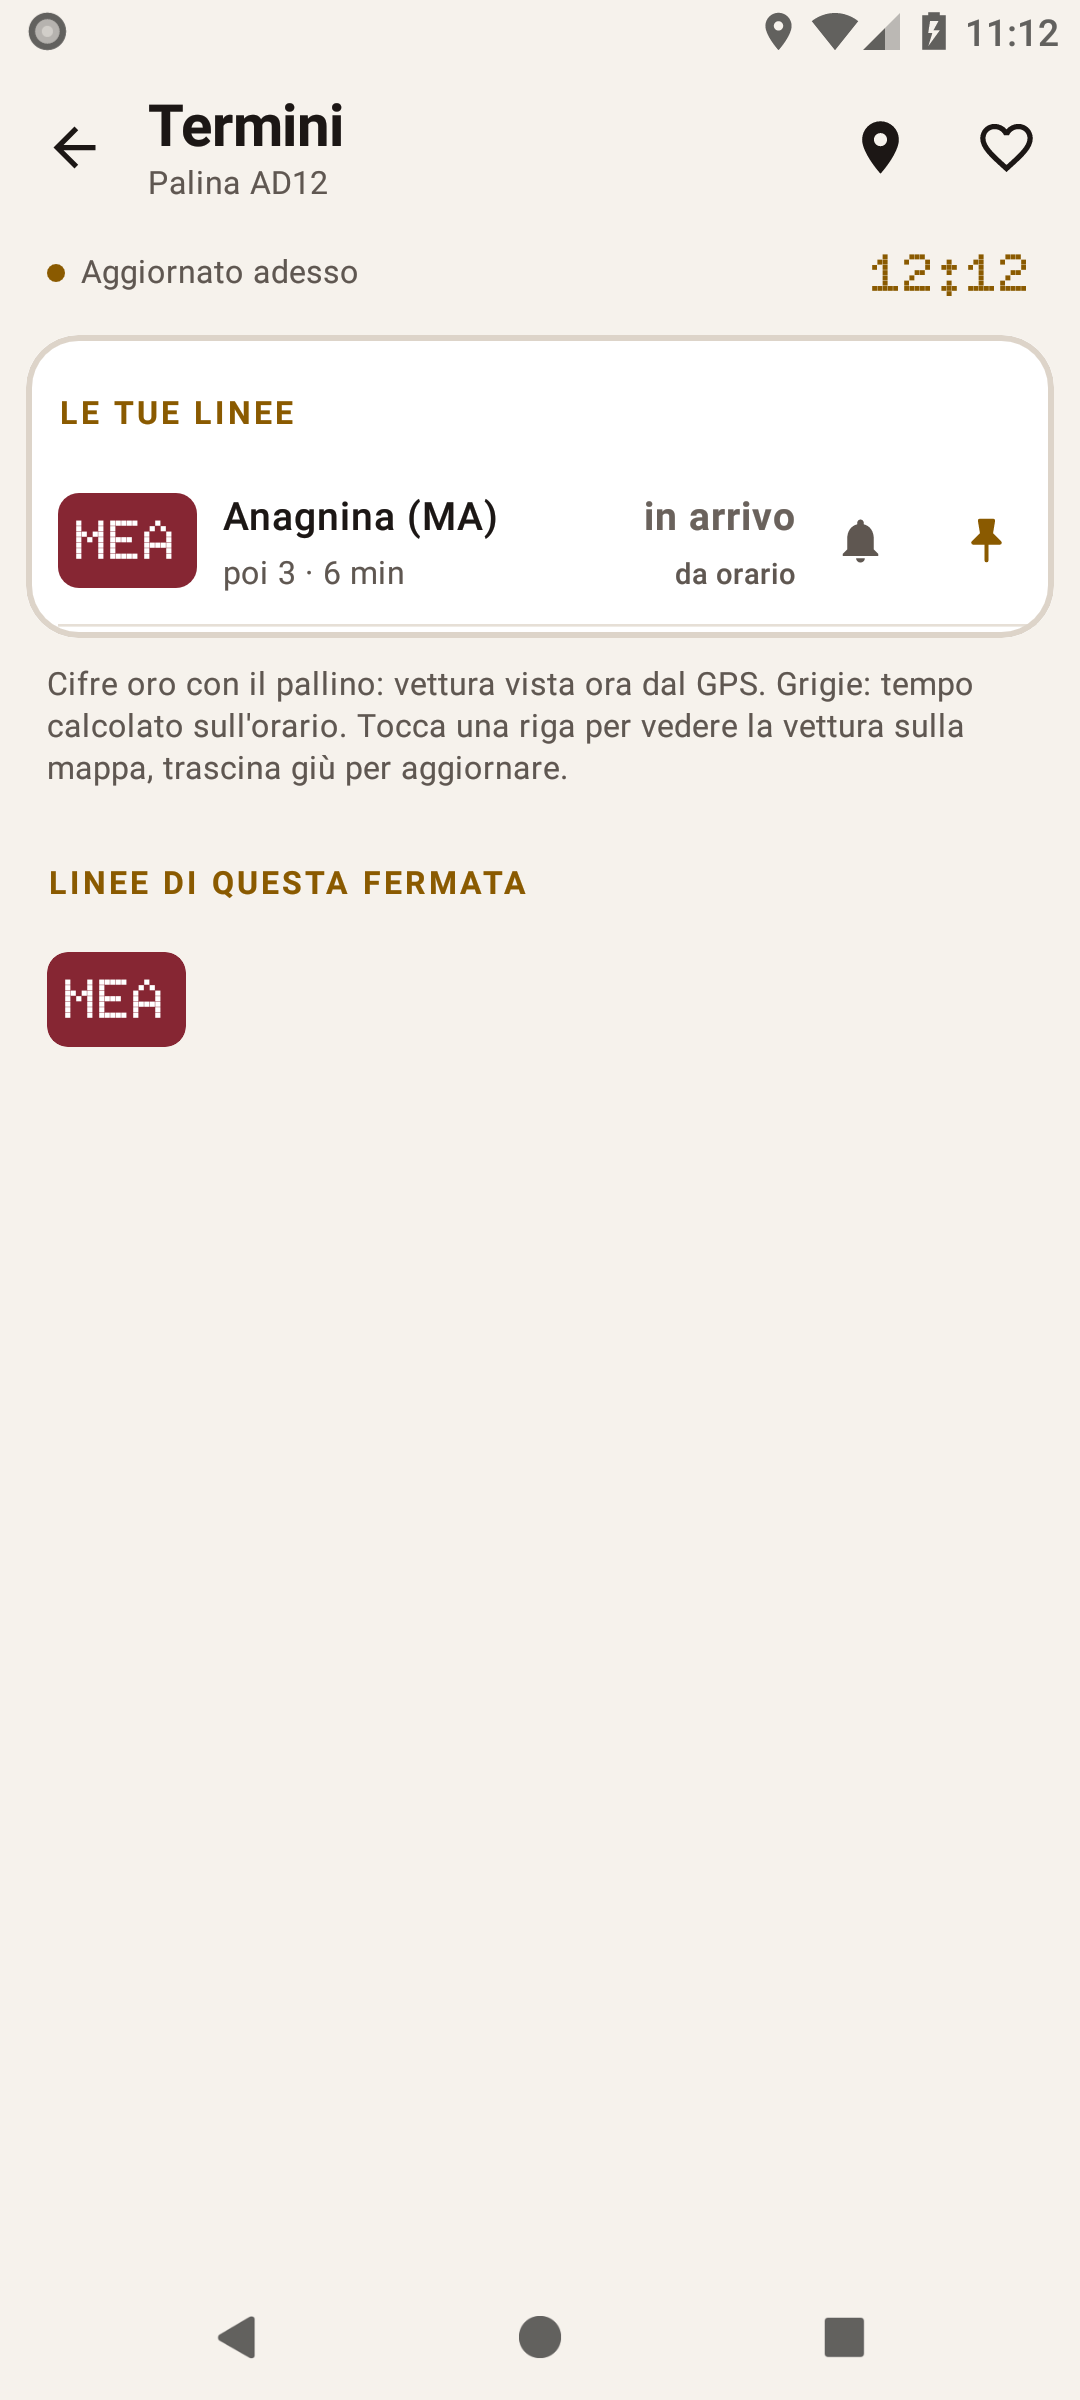 11:12
Termini
Palina AD12
Aggiornato adesso
12:12
LE TUE LINEE
MEA
Anagnina (MA)
in arrivo
poi 3 · 6 min
da orario
Cifre oro con il pallino: vettura vista ora dal GPS. Grigie: tempo
calcolato sull'orario. Tocca una riga per vedere la vettura sulla
mappa, trascina giù per aggiornare.
LINEE DI QUESTA FERMATA
MEA